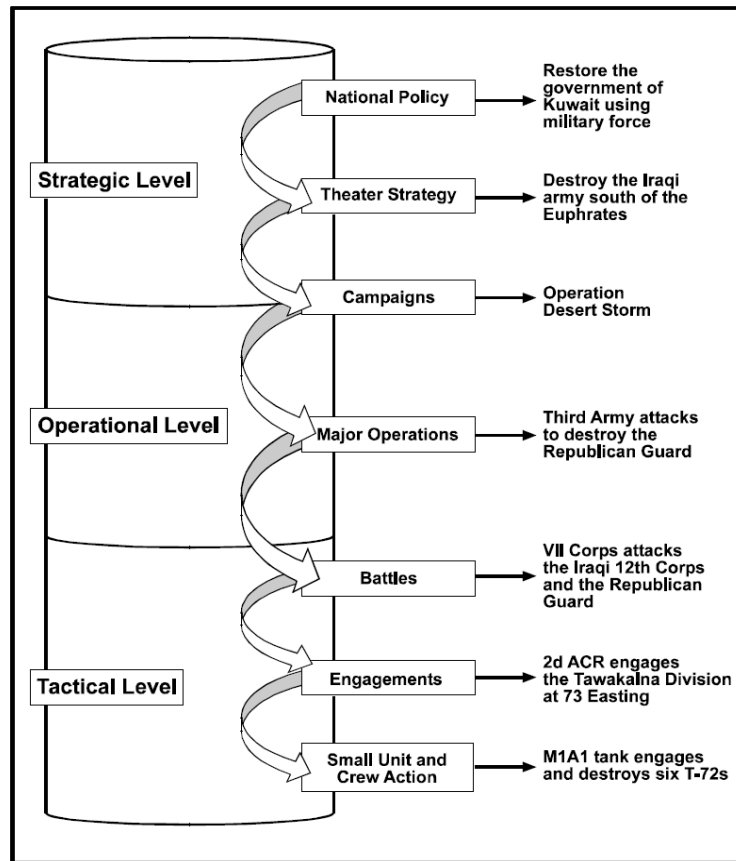 National Policy
Restore the
government of
Kuwait using
military force
Strategic Level
Theater Strategy
Destroy the Iraqi
army south of the
Euphrates
Campaigns
Operation
Desert Storm
Operational Level
Major Operations
Third Army attacks
to destroy the
Republican Guard
Battles
VII Corps attacks
the Iraqi 12th Corps
and the Republican
Guard
Tactical Level
Engagements
2d ACR engages
the Tawakalna Division
at 73 Easting
Small Unit and
Crew Action
M1A1 tank engages
and destroys six T-72s